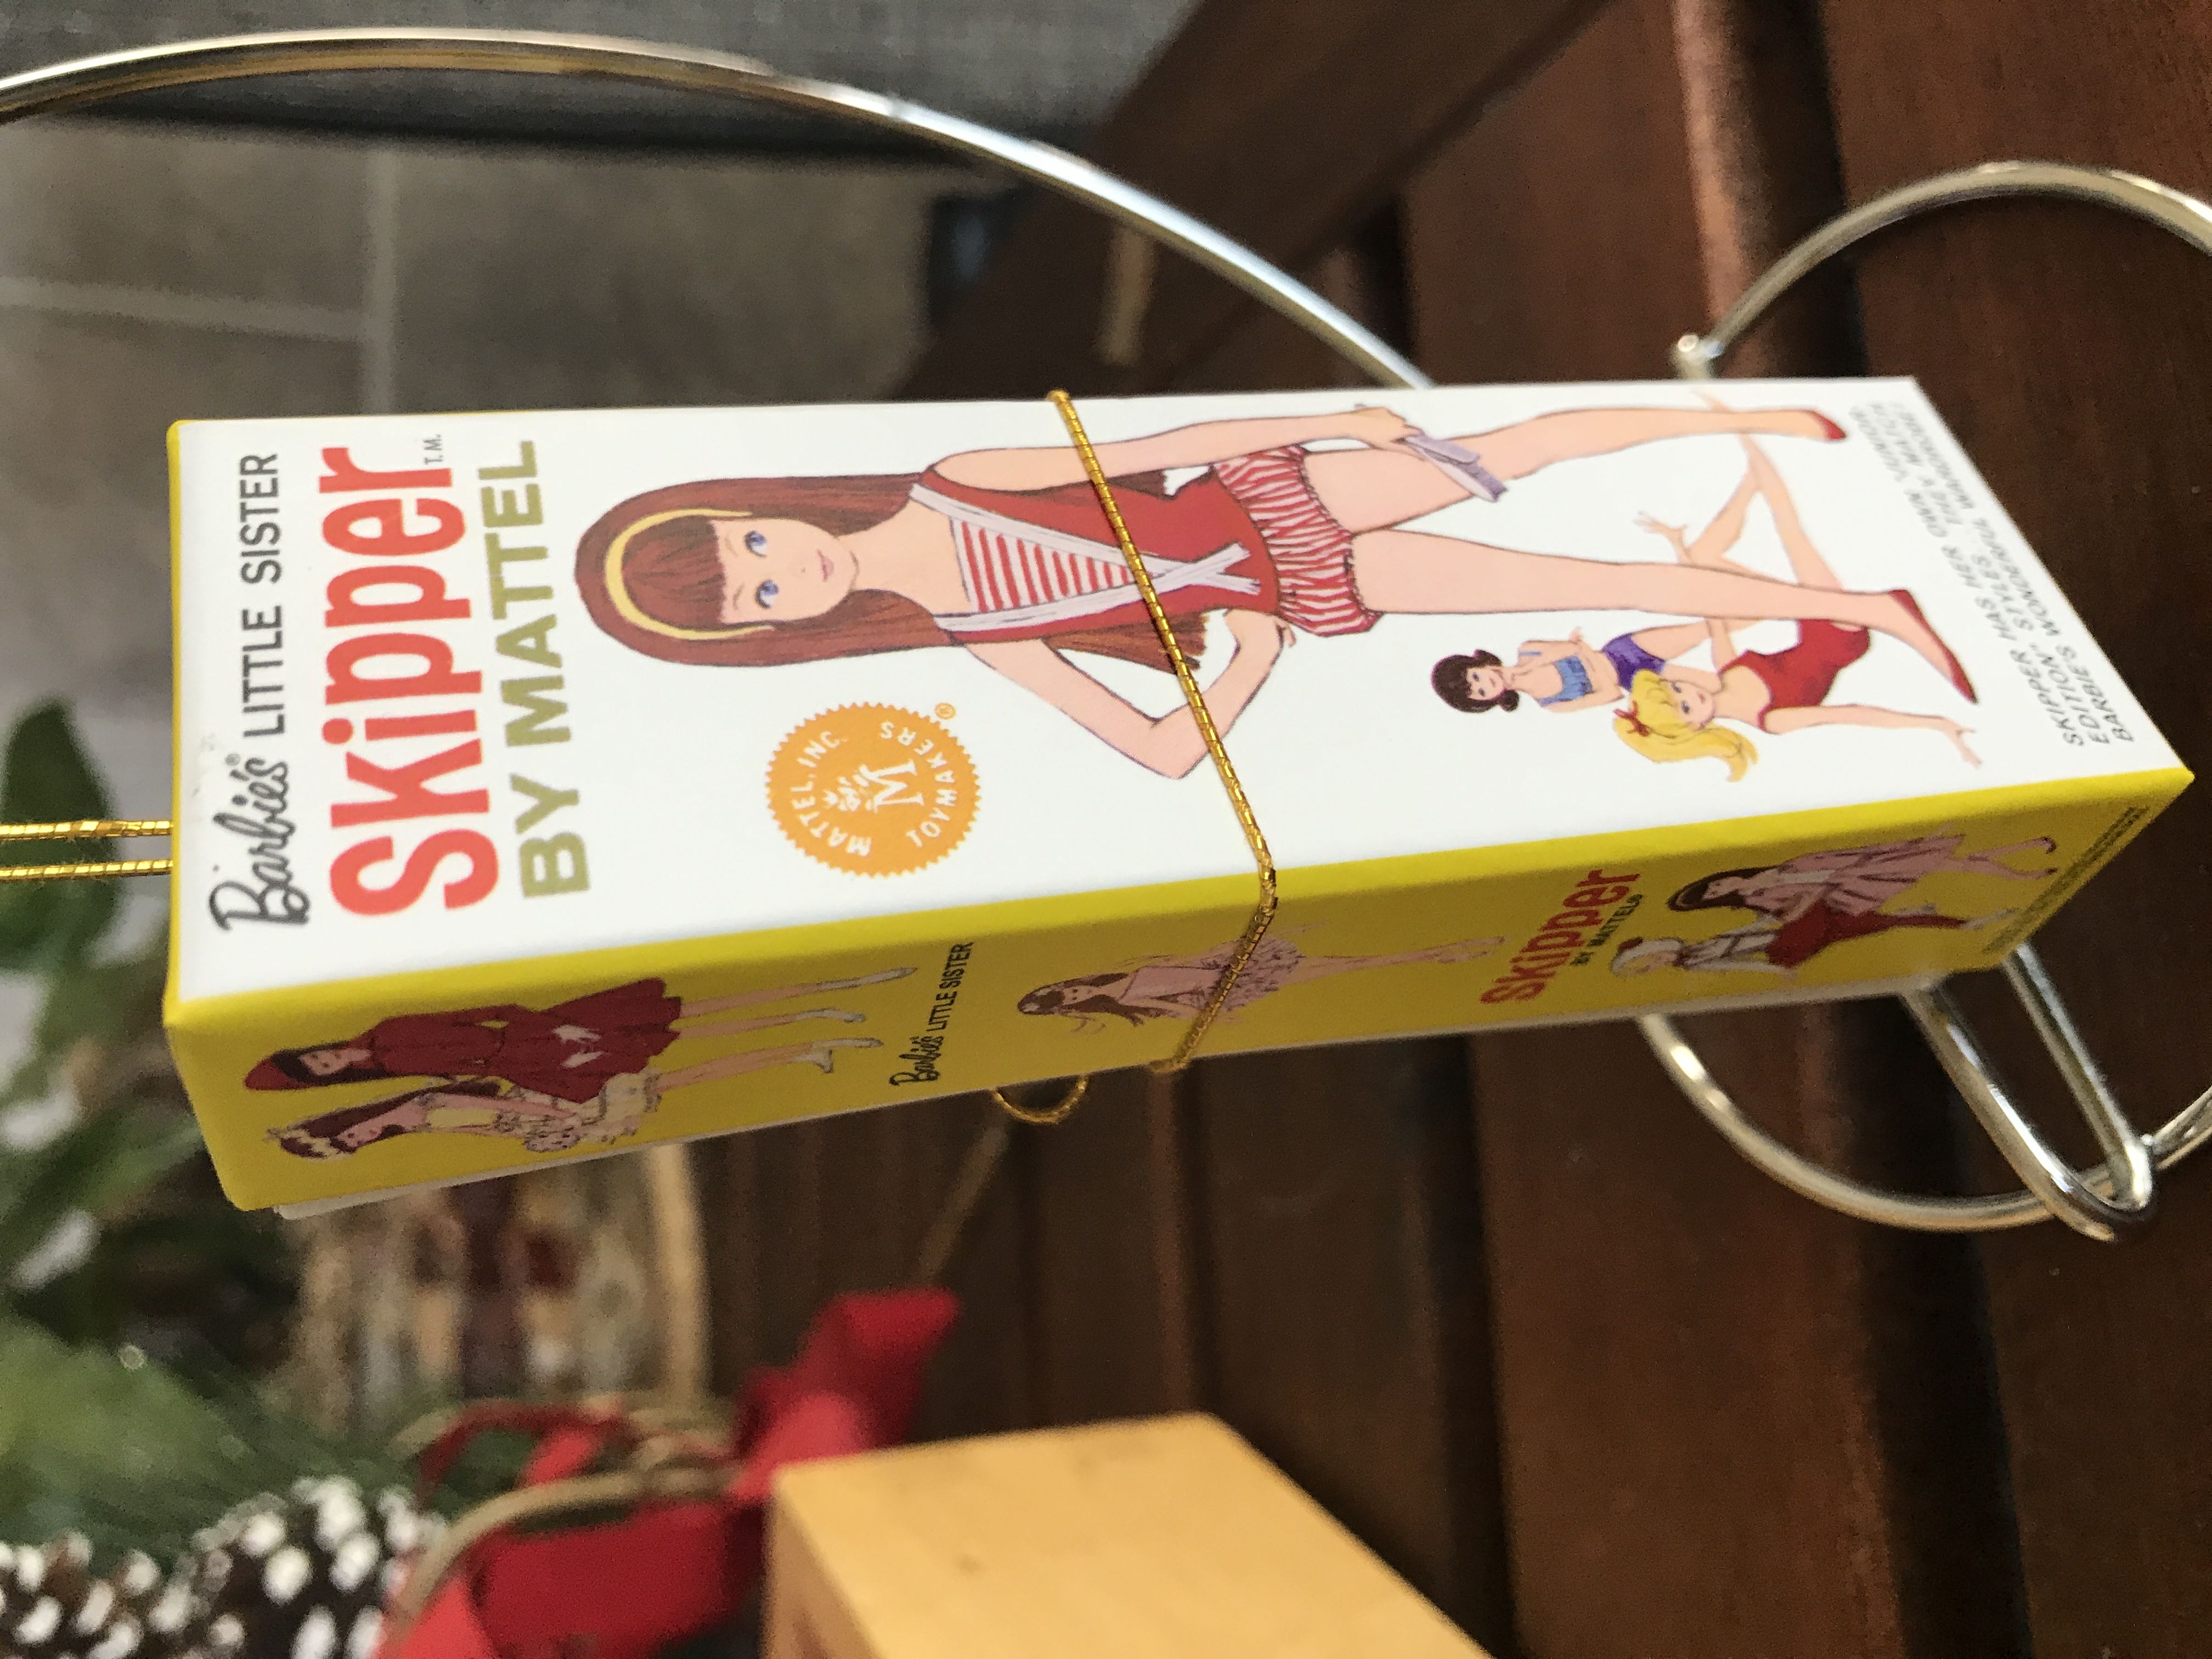 Barbie's® LITTLE SISTER
Skipper T.M.
BY MATTEL
MATTEL, INC.
M
TOYMAKERS
®
SKIPPER HAS HER OWN "JUNIOR
EDITION" STYLES... THEY MATCH
BARBIE'S WONDERFUL WARDROBE!
Barbie's LITTLE SISTER
Skipper
BY MATTEL®